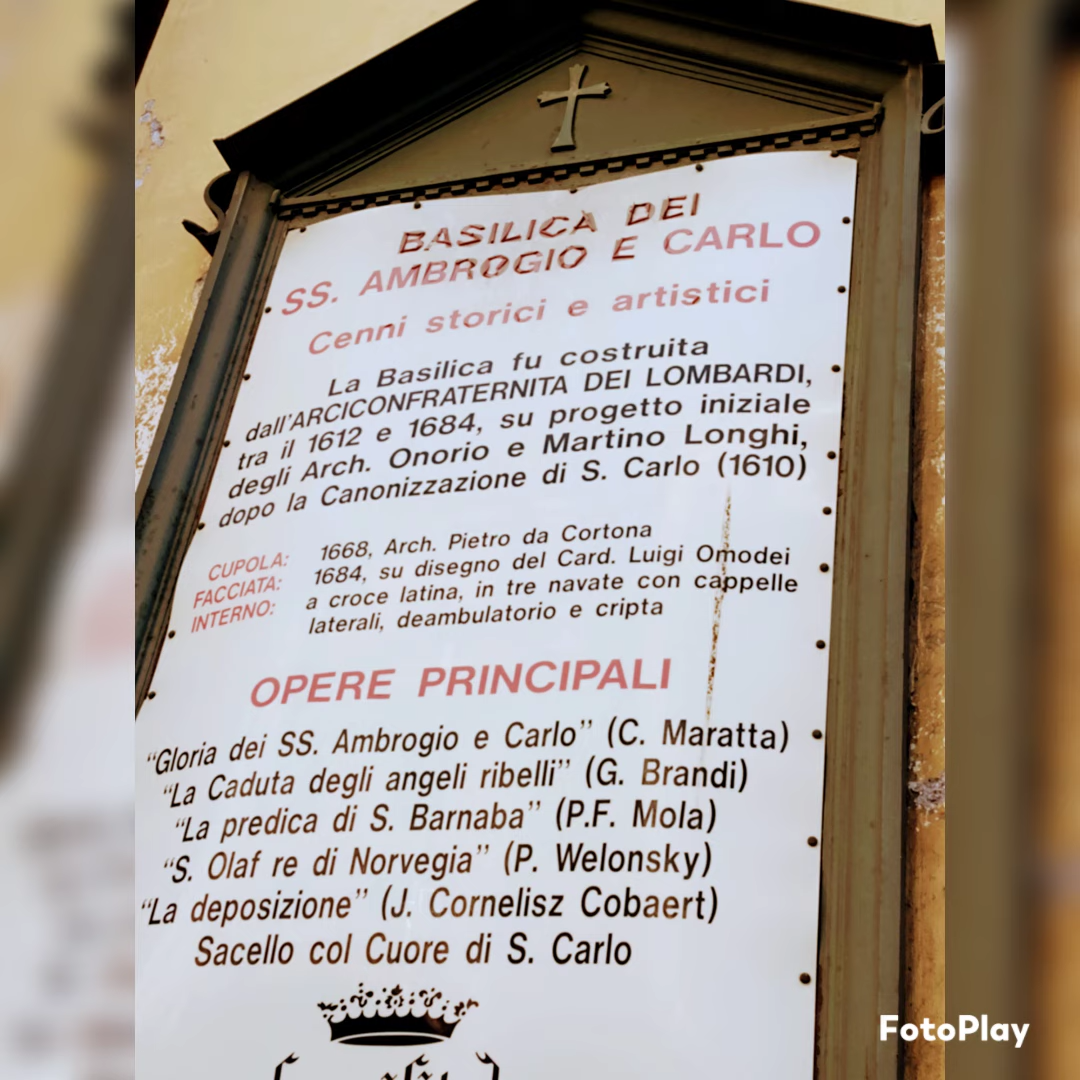 BASILICA DEI
SS. AMBROGIO E CARLO
Cenni storici e artistici
La Basilica fu costruita
dall'ARCICONFRATERNITA DEI LOMBARDI,
tra il 1612 e 1684, su progetto iniziale
degli Arch. Onorio e Martino Longhi,
dopo la Canonizzazione di S. Carlo (1610)
CUPOLA: 1668, Arch. Pietro da Cortona
FACCIATA: 1684, su disegno del Card. Luigi Omodei
INTERNO: a croce latina, in tre navate con cappelle
laterali, deambulatorio e cripta
OPERE PRINCIPALI
“Gloria dei SS. Ambrogio e Carlo” (C. Maratta)
“La Caduta degli angeli ribelli” (G. Brandi)
“La predica di S. Barnaba” (P.F. Mola)
“S. Olaf re di Norvegia” (P. Welonsky)
“La deposizione” (J. Cornelisz Cobaert)
Sacello col Cuore di S. Carlo
FotoPlay